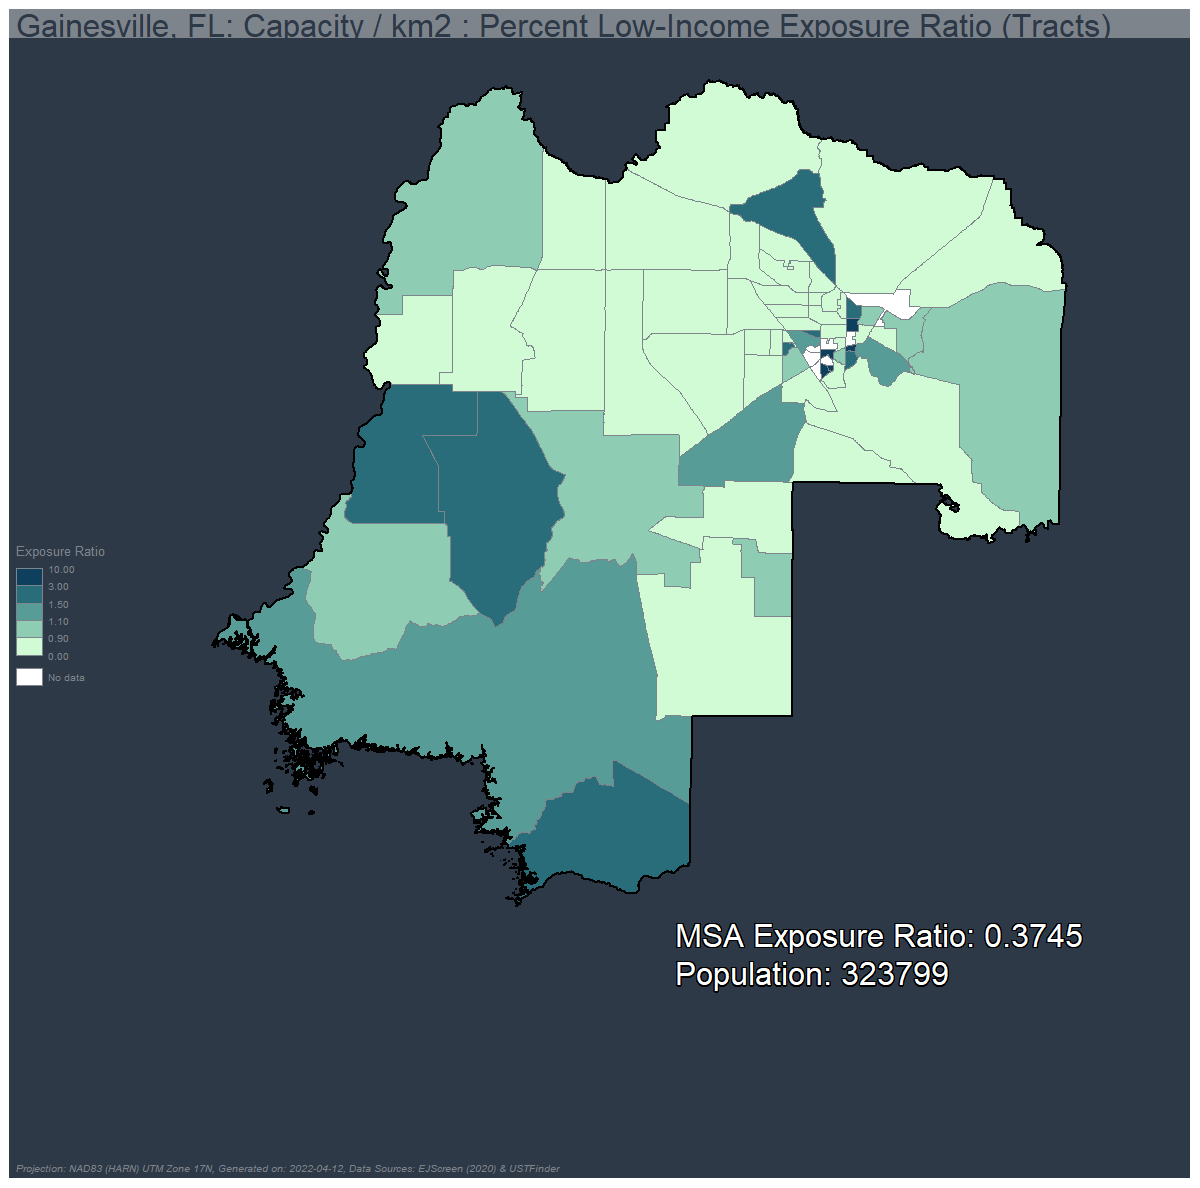 Gainesville, FL: Capacity / km2 : Percent Low-Income Exposure Ratio (Tracts)
Exposure Ratio
10.00
3.00
1.50
1.10
0.90
0.00
No data
MSA Exposure Ratio: 0.3745
Population: 323799
Projection: NAD83 (HARN) UTM Zone 17N, Generated on: 2022-04-12, Data Sources: EJScreen (2020) & USTFinder